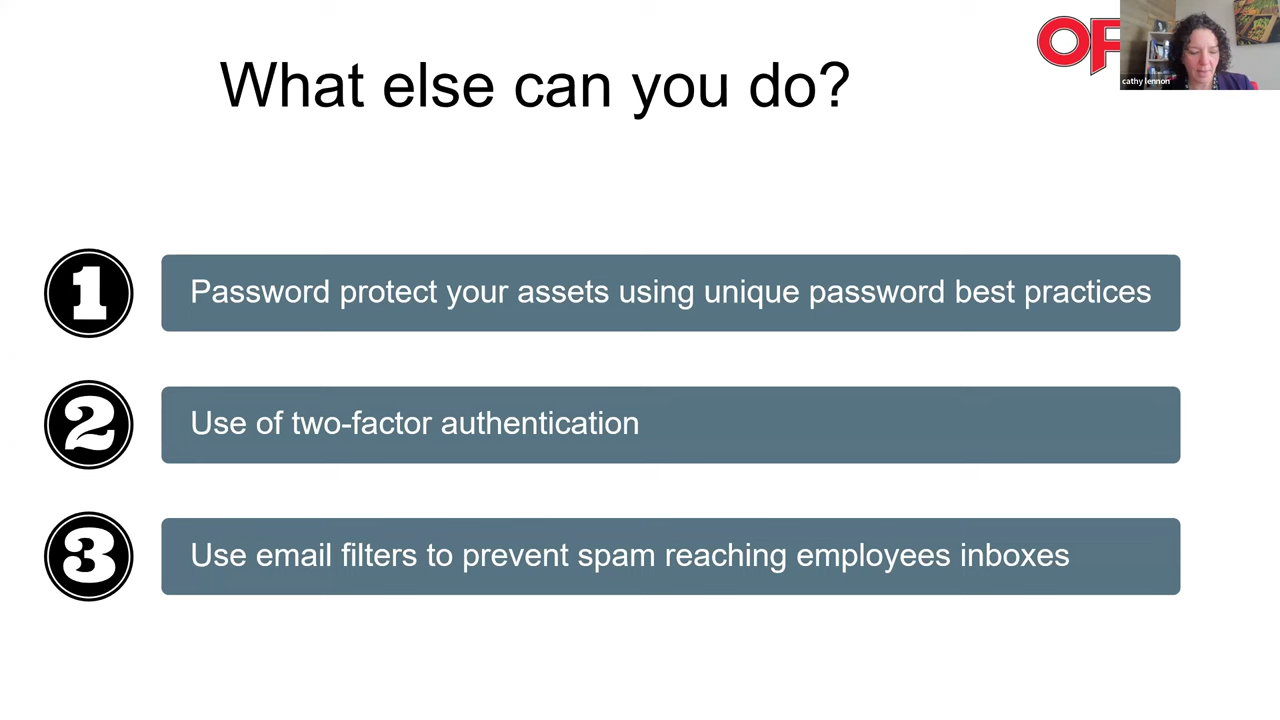 What else can you do?
OF
cathy lennon
1
Password protect your assets using unique password best practices
2
Use of two-factor authentication
3
Use email filters to prevent spam reaching employees inboxes